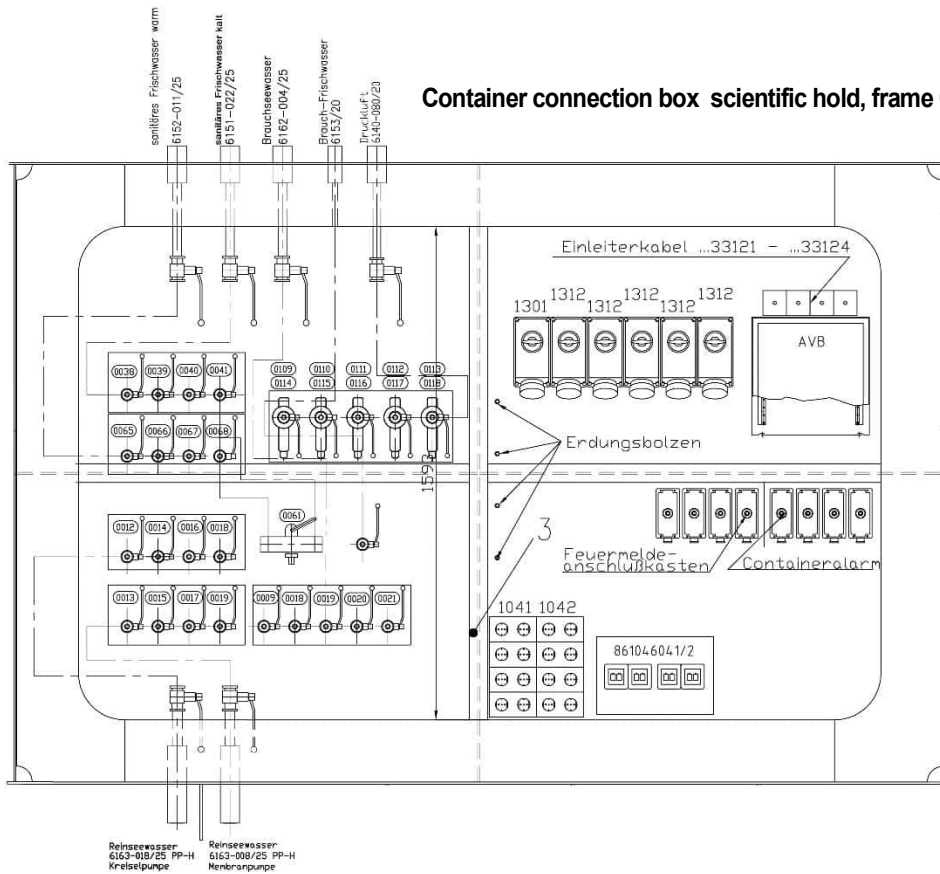 sanitäres Frischwasser warm
6152-011/25
sanitäres Frischwasser kalt
6151-022/25
Brauchseewasser
6162-004/25
Brauch-Frischwasser
6153/20
Druckluft
6140-080/20
Container connection box scientific hold, frame
Einleiterkabel ...33121 - ...33124
1301 1312 1312 1312 1312 1312
AVB
0038 0039 0040 0041
0109 0110 0111 0112 0113
0114 0115 0116 0117 0118
0065 0066 0067 0068
Erdungsbolzen
1593
0061
3
0012 0014 0016 0018
Feuermelde-
anschlußkästen
Containeralarm
0013 0015 0017 0019
0009 0018 0019 0020 0021
1041 1042
861046041/2
Reinseewasser
6163-018/25 PP-H
Kreiselpumpe
Reinseewasser
6163-008/25 PP-H
Membranpumpe